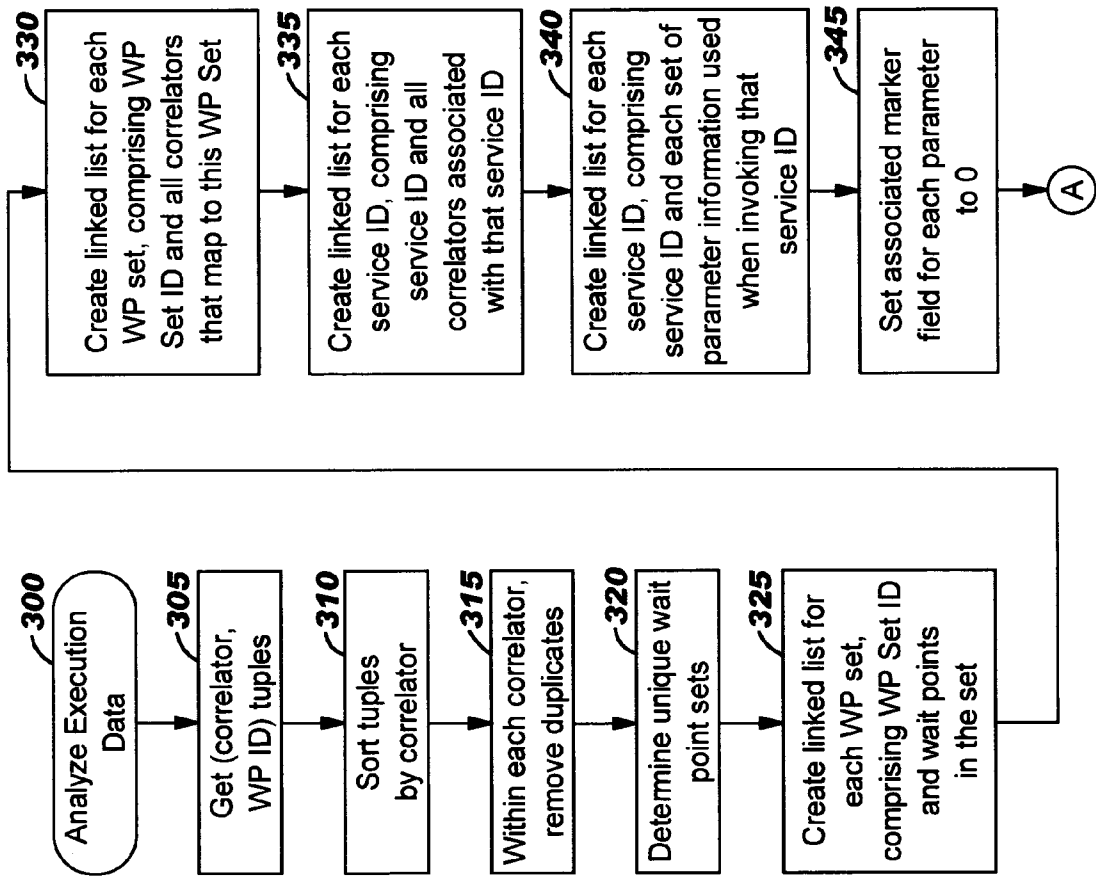 300
Analyze Execution
Data
305
Get (correlator,
WP ID) tuples
310
Sort tuples
by correlator
315
Within each correlator,
remove duplicates
320
Determine unique wait
point sets
325
Create linked list for
each WP set,
comprising WP Set ID
and wait points
in the set
330
Create linked list for each
WP set, comprising WP
Set ID and all correlators
that map to this WP Set
335
Create linked list for each
service ID, comprising
service ID and all
correlators associated
with that service ID
340
Create linked list for each
service ID, comprising
service ID and each set of
parameter information used
when invoking that
service ID
345
Set associated marker
field for each parameter
to 0
A